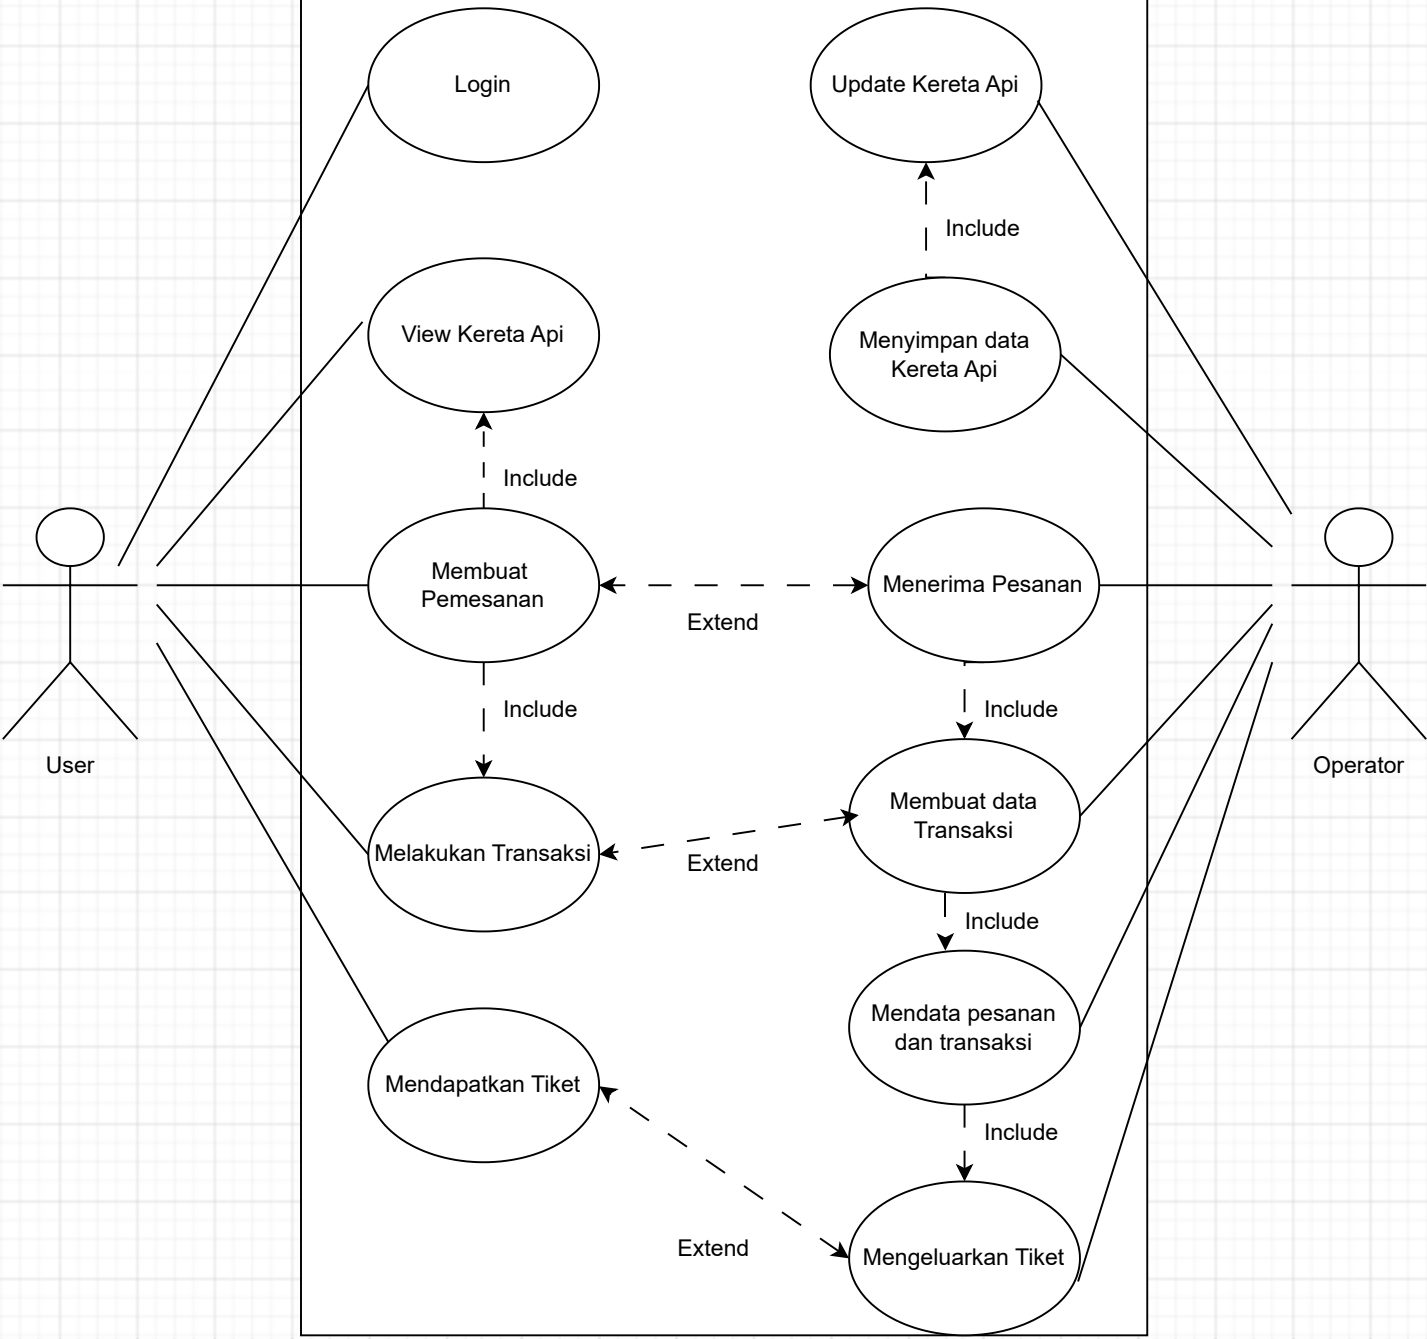 Login
Update Kereta Api
Include
View Kereta Api
Menyimpan data
Kereta Api
Include
Membuat
Pemesanan
Menerima Pesanan
Extend
Include
Include
User
Operator
Membuat data
Transaksi
Melakukan Transaksi
Extend
Include
Mendata pesanan
dan transaksi
Mendapatkan Tiket
Include
Extend
Mengeluarkan Tiket